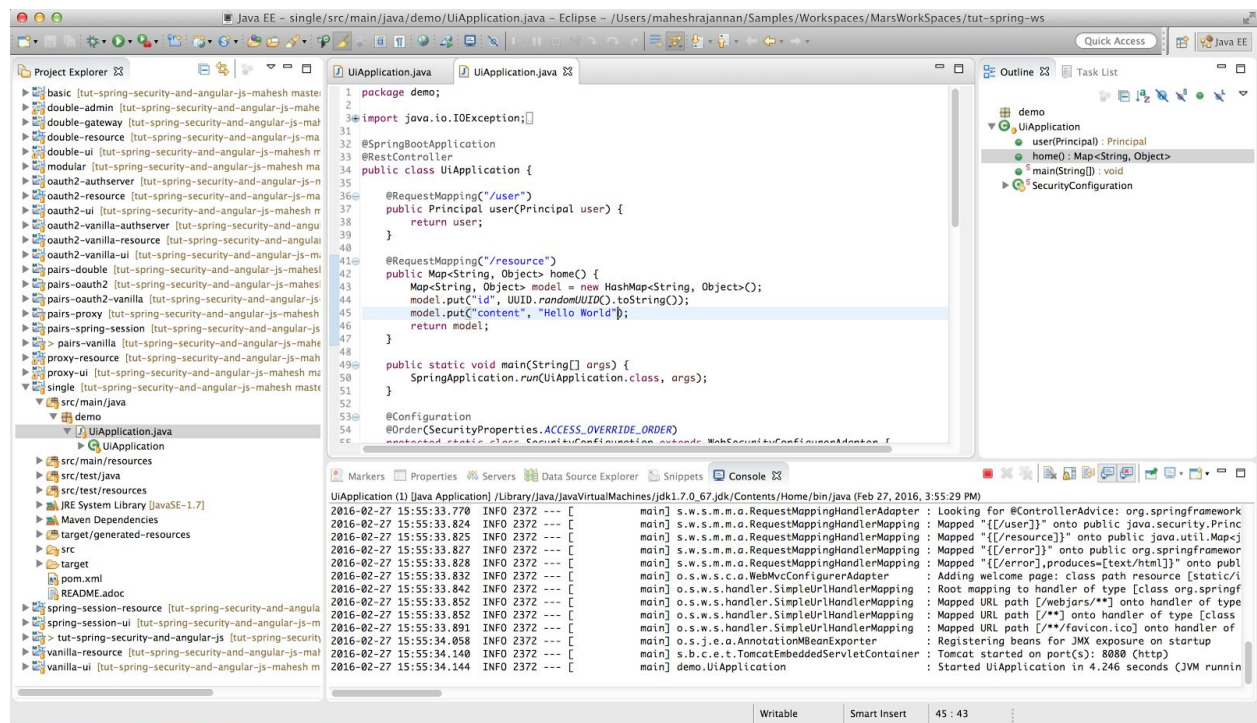 Java EE - single/src/main/java/demo/UiApplication.java - Eclipse - /Users/maheshrajannan/Samples/Workspaces/MarsWorkSpaces/tut-spring-ws
Quick Access
Java EE
Project Explorer
basic [tut-spring-security-and-angular-js-mahesh master
double-admin [tut-spring-security-and-angular-js-mahes
double-gateway [tut-spring-security-and-angular-js-mah
double-resource [tut-spring-security-and-angular-js-ma
double-ui [tut-spring-security-and-angular-js-mahesh m
modular [tut-spring-security-and-angular-js-mahesh ma
oauth2-authserver [tut-spring-security-and-angular-js-m
oauth2-resource [tut-spring-security-and-angular-js-ma
oauth2-ui [tut-spring-security-and-angular-js-mahesh m
oauth2-vanilla-authserver [tut-spring-security-and-angu
oauth2-vanilla-resource [tut-spring-security-and-angular
oauth2-vanilla-ui [tut-spring-security-and-angular-js-ma
pairs-double [tut-spring-security-and-angular-js-mahesh
pairs-oauth2 [tut-spring-security-and-angular-js-mahes
pairs-oauth2-vanilla [tut-spring-security-and-angular-js-
pairs-proxy [tut-spring-security-and-angular-js-mahesh
pairs-spring-session [tut-spring-security-and-angular-js
> pairs-vanilla [tut-spring-security-and-angular-js-mahe
proxy-resource [tut-spring-security-and-angular-js-mah
proxy-ui [tut-spring-security-and-angular-js-mahesh ma
single [tut-spring-security-and-angular-js-mahesh maste
src/main/java
demo
UiApplication.java
UiApplication
src/main/resources
src/test/java
src/test/resources
JRE System Library [JavaSE-1.7]
Maven Dependencies
target/generated-resources
src
target
pom.xml
README.adoc
spring-session-resource [tut-spring-security-and-angula
spring-session-ui [tut-spring-security-and-angular-js-m
> tut-spring-security-and-angular-js [tut-spring-security
vanilla-resource [tut-spring-security-and-angular-js-mah
vanilla-ui [tut-spring-security-and-angular-js-mahesh m
UiApplication.java UiApplication.java
1 package demo;
2
3 import java.io.IOException;
31
32 @SpringBootApplication
33 @RestController
34 public class UiApplication {
35
36 @RequestMapping("/user")
37 public Principal user(Principal user) {
38 return user;
39 }
40
41 @RequestMapping("/resource")
42 public Map<String, Object> home() {
43 Map<String, Object> model = new HashMap<String, Object>();
44 model.put("id", UUID.randomUUID().toString());
45 model.put("content", "Hello World");
46 return model;
47 }
48
49 public static void main(String[] args) {
50 SpringApplication.run(UiApplication.class, args);
51 }
52
53 @Configuration
54 @Order(SecurityProperties.ACCESS_OVERRIDE_ORDER)
55 protected static class SecurityConfiguration extends WebSecurityConfigurerAdapter {
Outline Task List
demo
UiApplication
user(Principal) : Principal
home() : Map<String, Object>
main(String[]) : void
SecurityConfiguration
Markers Properties Servers Data Source Explorer Snippets Console
UiApplication (1) [Java Application] /Library/Java/JavaVirtualMachines/jdk1.7.0_67.jdk/Contents/Home/bin/java (Feb 27, 2016, 3:55:29 PM)
2016-02-27 15:55:33.770 INFO 2372 --- [ main] s.w.s.m.m.a.RequestMappingHandlerAdapter : Looking for @ControllerAdvice: org.springframework
2016-02-27 15:55:33.824 INFO 2372 --- [ main] s.w.s.m.m.a.RequestMappingHandlerMapping : Mapped "{[/user]}" onto public java.security.Princ
2016-02-27 15:55:33.825 INFO 2372 --- [ main] s.w.s.m.m.a.RequestMappingHandlerMapping : Mapped "{[/resource]}" onto public java.util.Map<j
2016-02-27 15:55:33.827 INFO 2372 --- [ main] s.w.s.m.m.a.RequestMappingHandlerMapping : Mapped "{[/error]}" onto public org.springframewor
2016-02-27 15:55:33.828 INFO 2372 --- [ main] s.w.s.m.m.a.RequestMappingHandlerMapping : Mapped "{[/error],produces=[text/html]}" onto publ
2016-02-27 15:55:33.832 INFO 2372 --- [ main] o.s.w.s.c.a.WebMvcConfigurerAdapter : Adding welcome page: class path resource [static/i
2016-02-27 15:55:33.842 INFO 2372 --- [ main] o.s.w.s.handler.SimpleUrlHandlerMapping : Root mapping to handler of type [class org.springf
2016-02-27 15:55:33.852 INFO 2372 --- [ main] o.s.w.s.handler.SimpleUrlHandlerMapping : Mapped URL path [/webjars/**] onto handler of type
2016-02-27 15:55:33.852 INFO 2372 --- [ main] o.s.w.s.handler.SimpleUrlHandlerMapping : Mapped URL path [/**] onto handler of type [class
2016-02-27 15:55:33.891 INFO 2372 --- [ main] o.s.w.s.handler.SimpleUrlHandlerMapping : Mapped URL path [/**/favicon.ico] onto handler of
2016-02-27 15:55:34.058 INFO 2372 --- [ main] o.s.j.e.a.AnnotationMBeanExporter : Registering beans for JMX exposure on startup
2016-02-27 15:55:34.140 INFO 2372 --- [ main] s.b.c.e.t.TomcatEmbeddedServletContainer : Tomcat started on port(s): 8080 (http)
2016-02-27 15:55:34.144 INFO 2372 --- [ main] demo.UiApplication : Started UiApplication in 4.246 seconds (JVM runnin
Writable Smart Insert 45 : 43